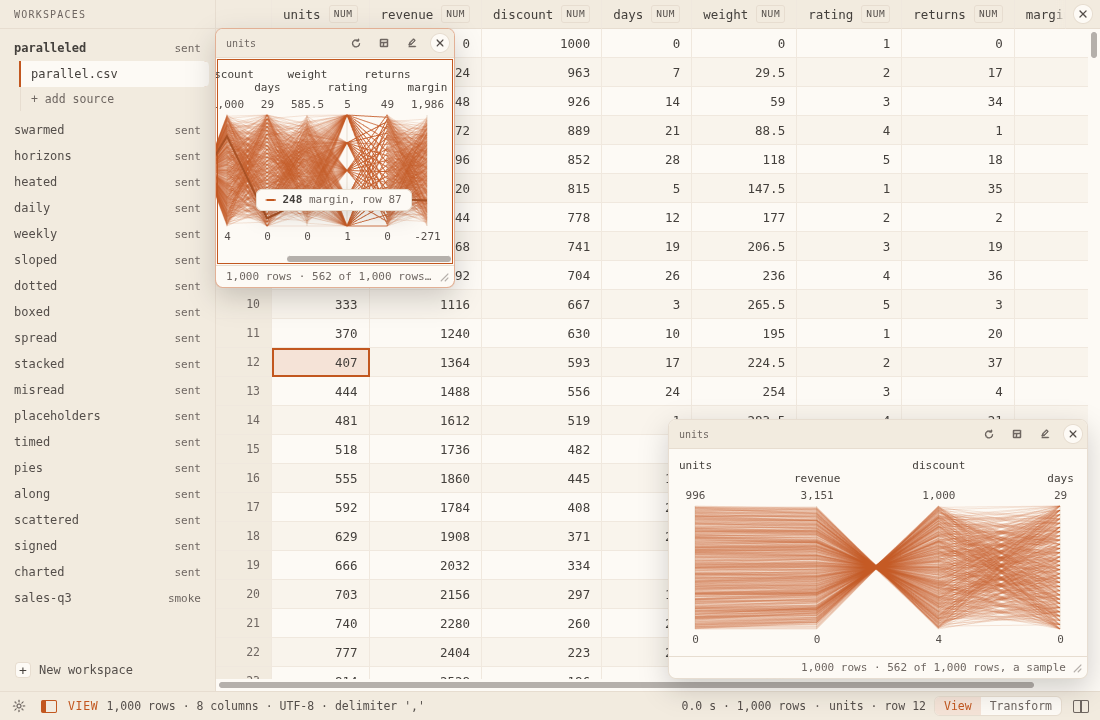 WORKSPACES
units NUM revenue NUM discount NUM days NUM weight NUM rating NUM returns NUM margi
paralleled sent
parallel.csv
+ add source
swarmed sent
horizons sent
heated sent
daily sent
weekly sent
sloped sent
dotted sent
boxed sent
spread sent
stacked sent
misread sent
placeholders sent
timed sent
pies sent
along sent
scattered sent
signed sent
charted sent
sales-q3 smoke
+ New workspace
units
scount weight returns
days rating margin
,000 29 585.5 5 49 1,986
248 margin, row 87
4 0 0 1 0 -271
1,000 rows · 562 of 1,000 rows…
0 1000 0 0 1 0
24 963 7 29.5 2 17
48 926 14 59 3 34
72 889 21 88.5 4 1
96 852 28 118 5 18
20 815 5 147.5 1 35
44 778 12 177 2 2
68 741 19 206.5 3 19
92 704 26 236 4 36
10 333 1116 667 3 265.5 5 3
11 370 1240 630 10 195 1 20
12 407 1364 593 17 224.5 2 37
13 444 1488 556 24 254 3 4
14 481 1612 519
15 518 1736 482
16 555 1860 445
17 592 1784 408
18 629 1908 371
19 666 2032 334
20 703 2156 297
21 740 2280 260
22 777 2404 223
units
units discount
revenue days
996 3,151 1,000 29
0 0 4 0
1,000 rows · 562 of 1,000 rows, a sample
VIEW 1,000 rows · 8 columns · UTF-8 · delimiter ','
0.0 s · 1,000 rows · units · row 12 View Transform